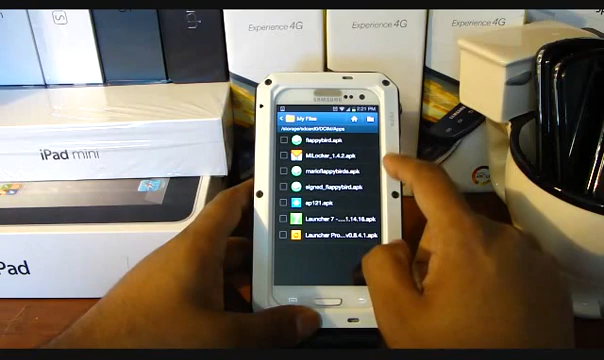 Experience 4G
Experience 4G
Experience 4G
iPad mini
Pad
SAMSUNG
2:21 PM
My Files
/storage/sdcard0/DCIM/Apps
flappybird.apk
MiLocker_1.4.2.apk
marioflappybirds.apk
signed_flappybird.apk
ap121.apk
Launcher 7 -...1.14.16.apk
Launcher Pro...v0.8.4.1.apk